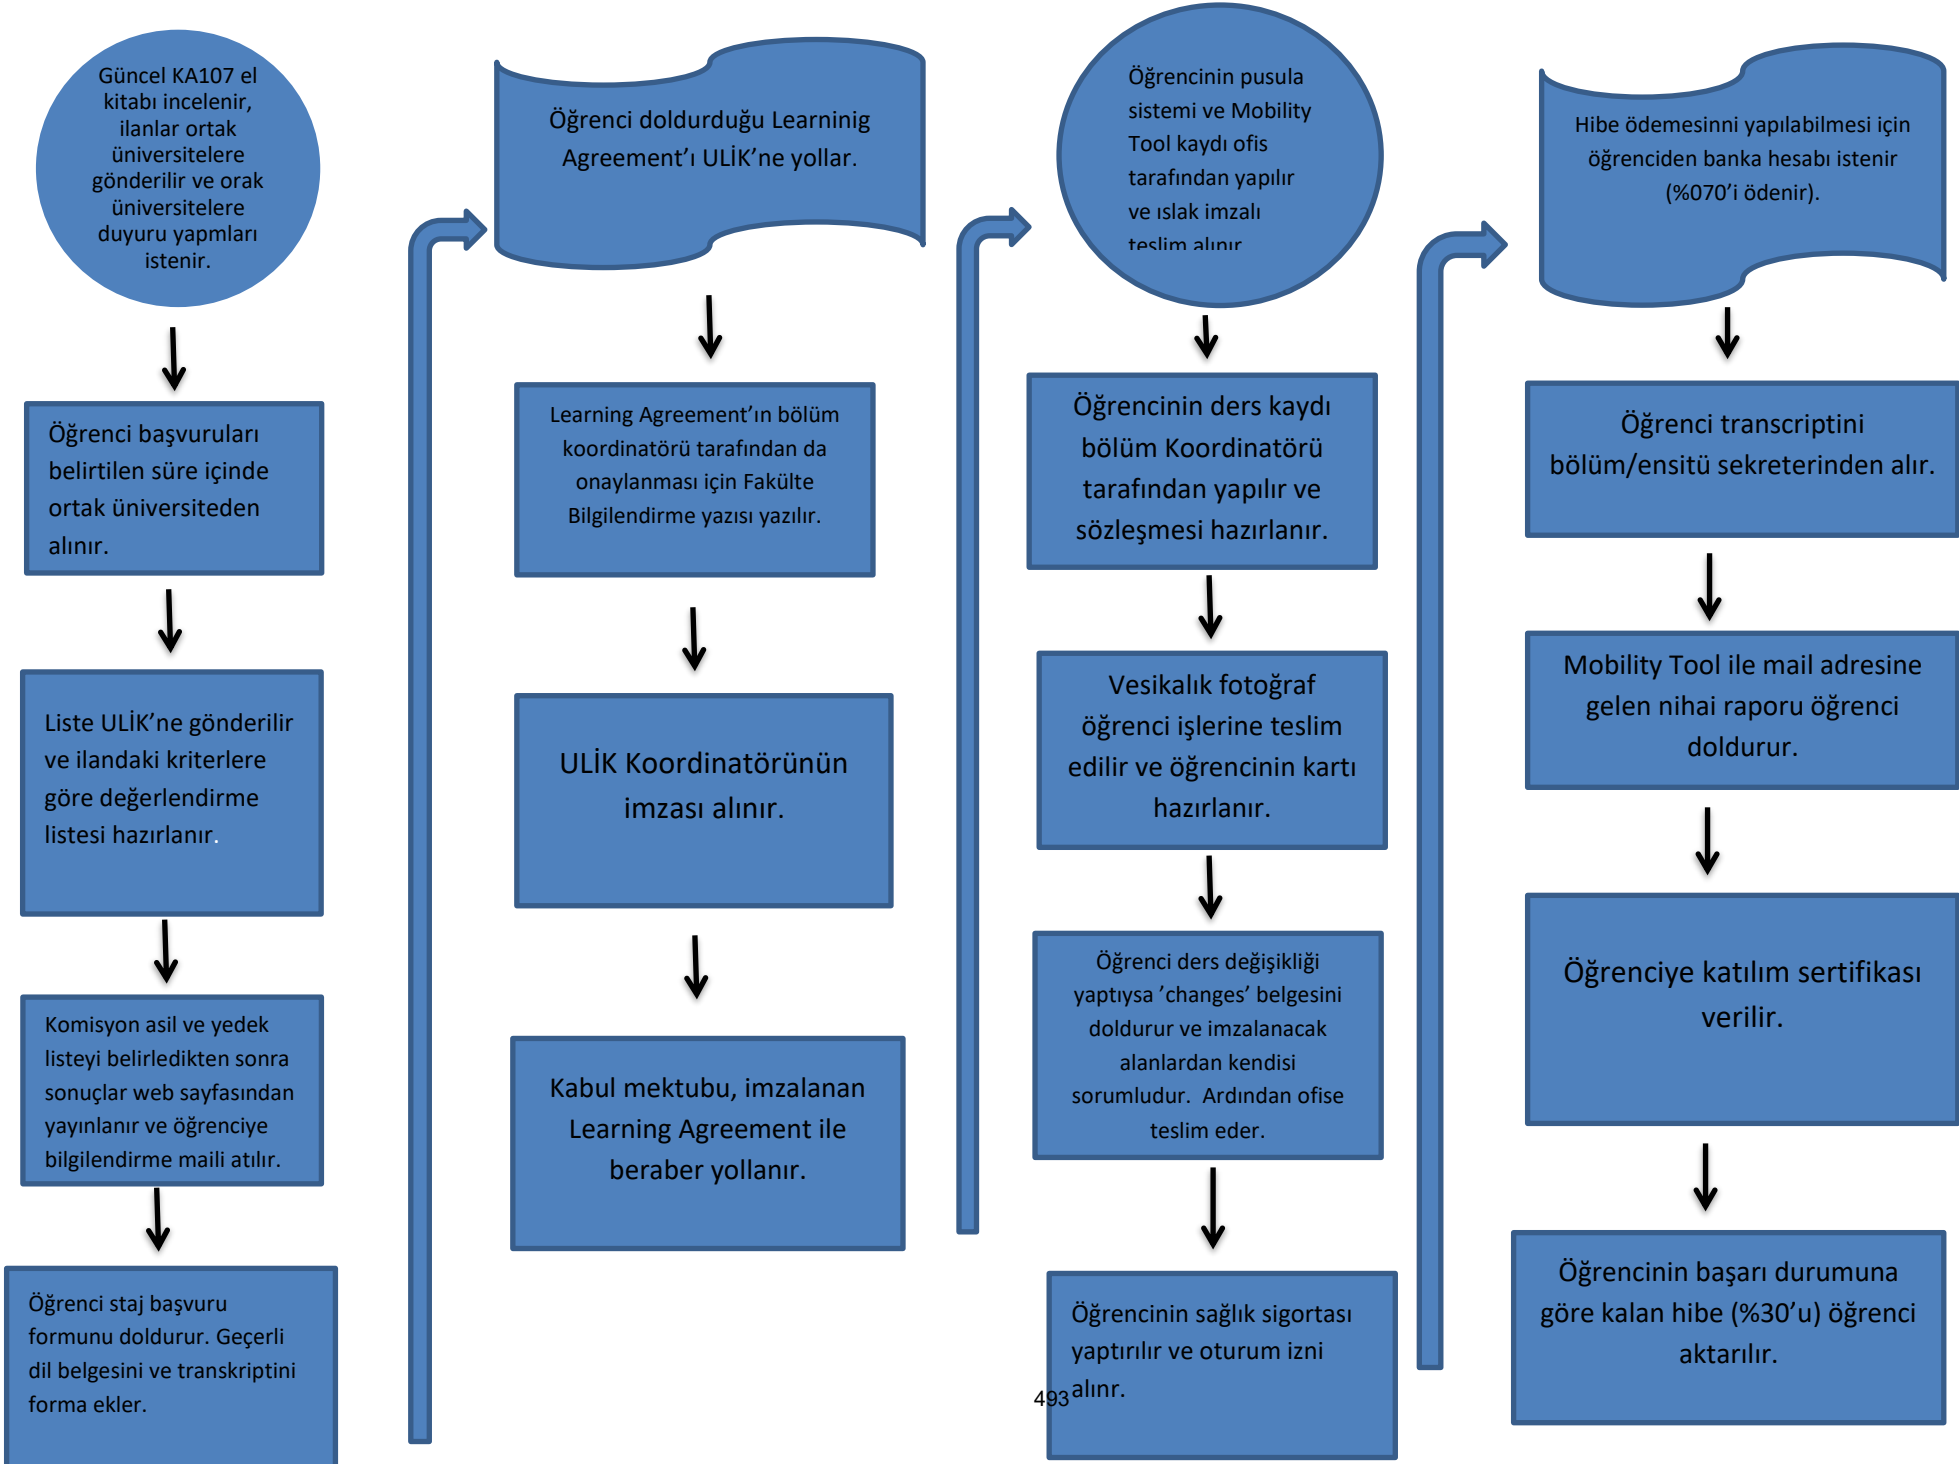 Güncel KA107 el
kitabı incelenir,
ilanlar ortak
üniversitelere
gönderilir ve orak
üniversitelere
duyuru yapmları
istenir.
Öğrenci başvuruları
belirtilen süre içinde
ortak üniversiteden
alınır.
Liste ULİK’ne gönderilir
ve ilandaki kriterlere
göre değerlendirme
listesi hazırlanır.
Komisyon asil ve yedek
listeyi belirledikten sonra
sonuçlar web sayfasından
yayınlanır ve öğrenciye
bilgilendirme maili atılır.
Öğrenci staj başvuru
formunu doldurur. Geçerli
dil belgesini ve transkriptini
forma ekler.
Öğrenci doldurduğu Learninig
Agreement’ı ULİK’ne yollar.
Learning Agreement’ın bölüm
koordinatörü tarafından da
onaylanması için Fakülte
Bilgilendirme yazısı yazılır.
ULİK Koordinatörünün
imzası alınır.
Kabul mektubu, imzalanan
Learning Agreement ile
beraber yollanır.
Öğrencinin pusula
sistemi ve Mobility
Tool kaydı ofis
tarafından yapılır
ve ıslak imzalı
teslim alınır
Öğrencinin ders kaydı
bölüm Koordinatörü
tarafından yapılır ve
sözleşmesi hazırlanır.
Vesikalık fotoğraf
öğrenci işlerine teslim
edilir ve öğrencinin kartı
hazırlanır.
Öğrenci ders değişikliği
yaptıysa ’changes’ belgesini
doldurur ve imzalanacak
alanlardan kendisi
sorumludur.  Ardından ofise
teslim eder.
Öğrencinin sağlık sigortası
yaptırılır ve oturum izni
alınr.
493
Hibe ödemesinni yapılabilmesi için
öğrenciden banka hesabı istenir
(%070’i ödenir).
Öğrenci transcriptini
bölüm/ensitü sekreterinden alır.
Mobility Tool ile mail adresine
gelen nihai raporu öğrenci
doldurur.
Öğrenciye katılım sertifikası
verilir.
Öğrencinin başarı durumuna
göre kalan hibe (%30’u) öğrenci
aktarılır.